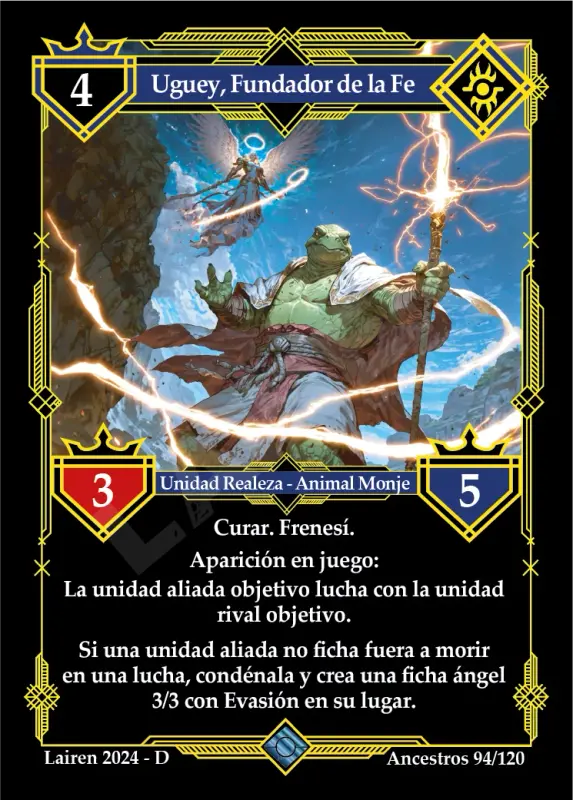 4
Uguey, Fundador de la Fe
3
Unidad Realeza - Animal Monje
5
Curar. Frenesí.
Aparición en juego:
La unidad aliada objetivo lucha con la unidad
rival objetivo.
Si una unidad aliada no ficha fuera a morir
en una lucha, condénala y crea una ficha ángel
3/3 con Evasión en su lugar.
Lairen 2024 - D
Ancestros 94/120